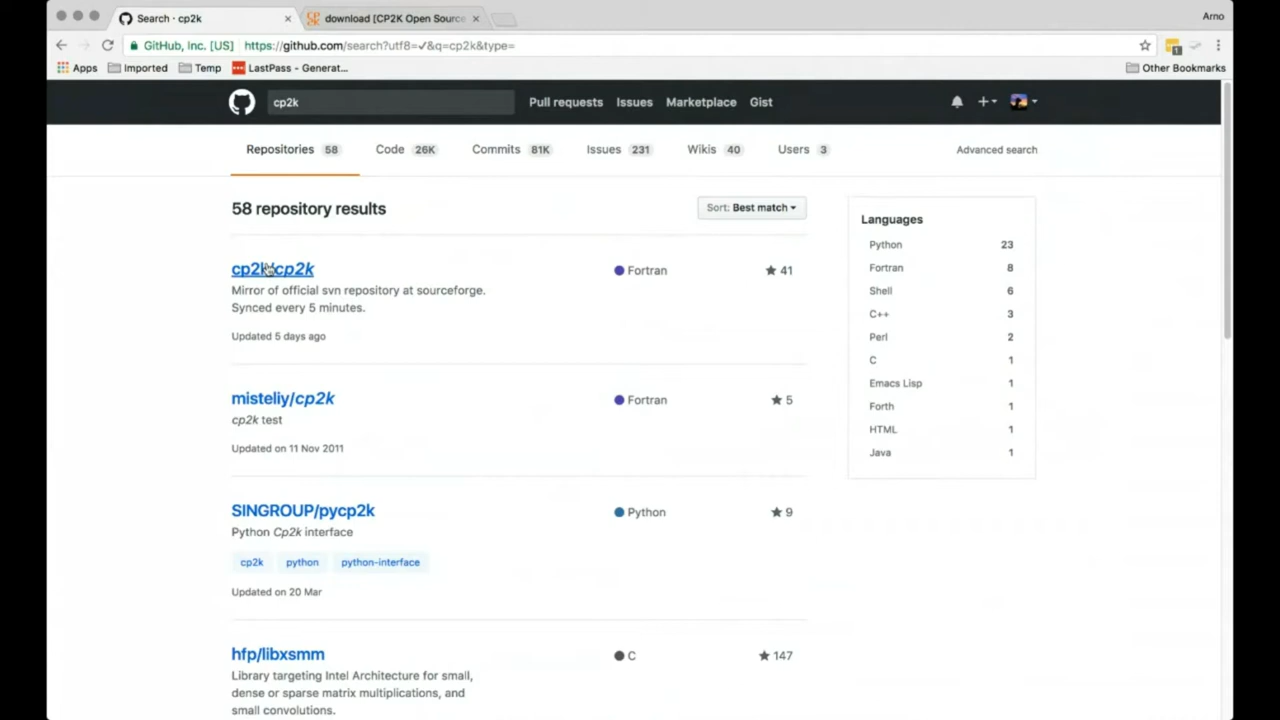 Search · cp2k
download [CP2K Open Source
Arno
GitHub, Inc. [US]
https://github.com/search?utf8=✓&q=cp2k&type=
Apps
Imported
Temp
LastPass - Generat...
Other Bookmarks
cp2k
Pull requests
Issues
Marketplace
Gist
Repositories 58
Code 26K
Commits 81K
Issues 231
Wikis 40
Users 3
Advanced search
58 repository results
Sort: Best match
cp2k/cp2k
Fortran
★ 41
Mirror of official svn repository at sourceforge.
Synced every 5 minutes.
Updated 5 days ago
misteliy/cp2k
Fortran
★ 5
cp2k test
Updated on 11 Nov 2011
SINGROUP/pycp2k
Python
★ 9
Python Cp2k interface
cp2k
python
python-interface
Updated on 20 Mar
hfp/libxsmm
C
★ 147
Library targeting Intel Architecture for small,
dense or sparse matrix multiplications, and
small convolutions.
Languages
Python 23
Fortran 8
Shell 6
C++ 3
Perl 2
C 1
Emacs Lisp 1
Forth 1
HTML 1
Java 1